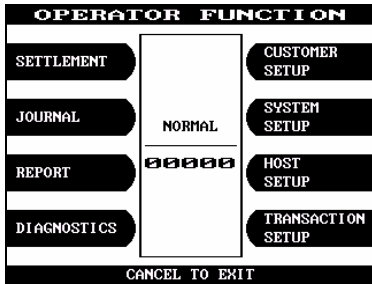 OPERATOR FUNCTION
SETTLEMENT
JOURNAL
REPORT
DIAGNOSTICS
NORMAL
00000
CUSTOMER
SETUP
SYSTEM
SETUP
HOST
SETUP
TRANSACTION
SETUP
CANCEL TO EXIT